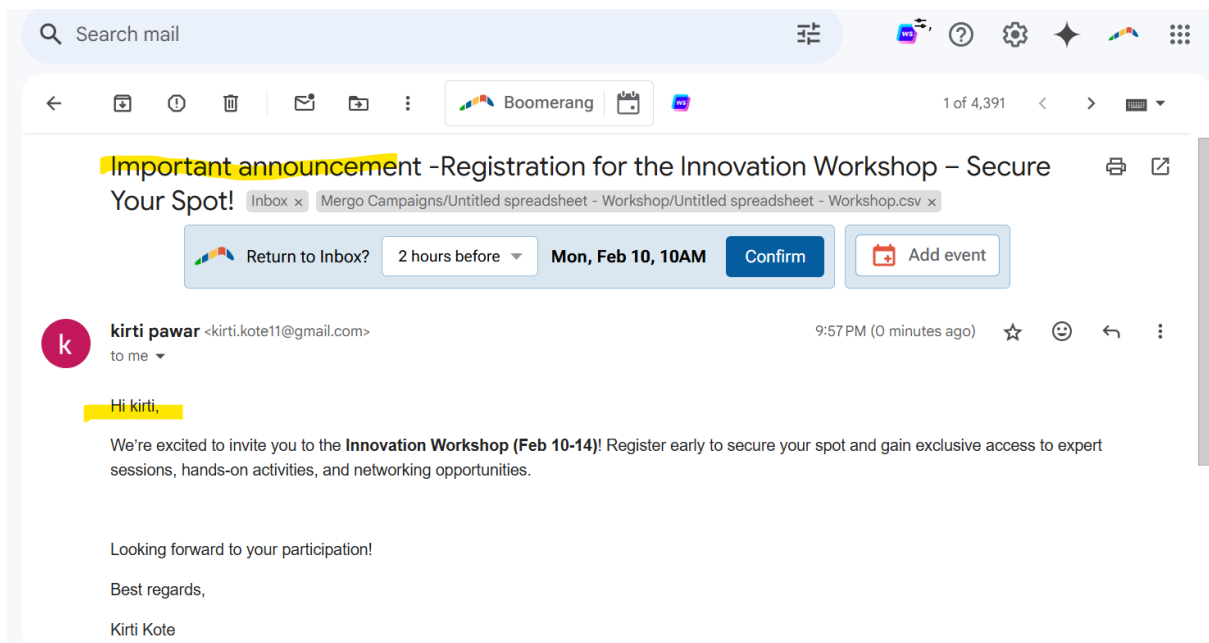 Search mail
Boomerang
1 of 4,391
Important announcement -Registration for the Innovation Workshop – Secure
Your Spot! Inbox x Mergo Campaigns/Untitled spreadsheet - Workshop/Untitled spreadsheet - Workshop.csv x
Return to Inbox? 2 hours before Mon, Feb 10, 10AM Confirm Add event
k
kirti pawar <kirti.kote11@gmail.com> 9:57 PM (0 minutes ago)
to me
Hi kirti,
We’re excited to invite you to the Innovation Workshop (Feb 10-14)! Register early to secure your spot and gain exclusive access to expert
sessions, hands-on activities, and networking opportunities.
Looking forward to your participation!
Best regards,
Kirti Kote